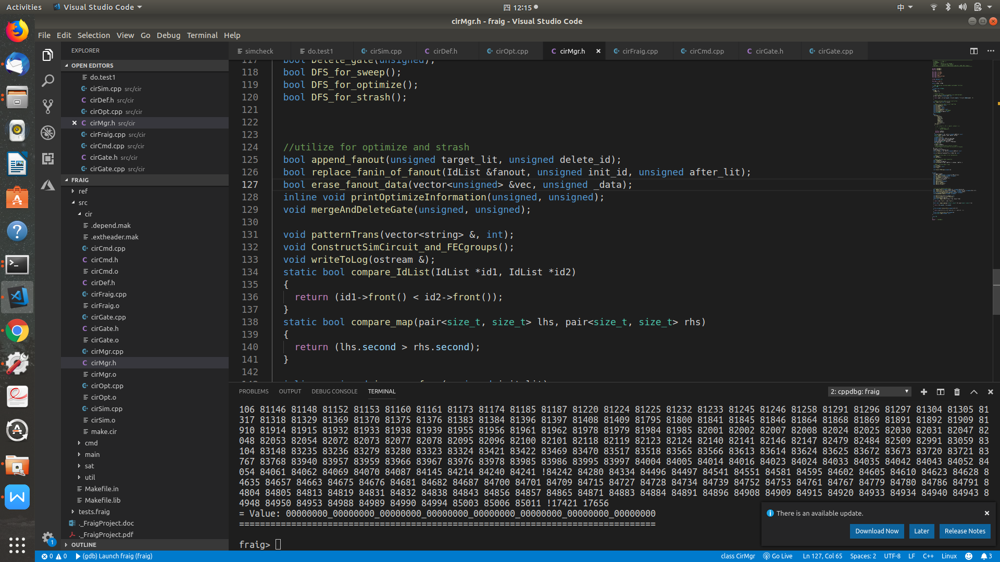 Activities Visual Studio Code 四 12:15 中
cirMgr.h - fraig - Visual Studio Code
File Edit Selection View Go Debug Terminal Help
EXPLORER
OPEN EDITORS
do.test1
cirSim.cpp src/cir
cirDef.h src/cir
cirOpt.cpp src/cir
cirMgr.h src/cir
cirFraig.cpp src/cir
cirCmd.cpp src/cir
cirGate.h src/cir
cirGate.cpp src/cir
FRAIG
ref
src
cir
.depend.mak
.extheader.mak
cirCmd.cpp
cirCmd.h
cirCmd.o
cirDef.h
cirFraig.cpp
cirFraig.o
cirGate.cpp
cirGate.h
cirGate.o
cirMgr.cpp
cirMgr.h
cirMgr.o
cirOpt.cpp
cirOpt.o
cirSim.cpp
cirSim.o
make.cir
cmd
main
sat
util
Makefile.in
Makefile.lib
tests.fraig
._FraigProject.doc
._FraigProject.pdf
OUTLINE
simcheck do.test1 cirSim.cpp cirDef.h cirOpt.cpp cirMgr.h cirFraig.cpp cirCmd.cpp cirGate.h cirGate.cpp
117 bool Delete_gate(unsigned);
118 bool DFS_for_sweep();
119 bool DFS_for_optimize();
120 bool DFS_for_strash();
121
122
123
124 //utilize for optimize and strash
125 bool append_fanout(unsigned target_lit, unsigned delete_id);
126 bool replace_fanin_of_fanout(IdList &fanout, unsigned init_id, unsigned after_lit);
127 bool erase_fanout_data(vector<unsigned> &vec, unsigned _data);
128 inline void printOptimizeInformation(unsigned, unsigned);
129 void mergeAndDeleteGate(unsigned, unsigned);
130
131 void patternTrans(vector<string> &, int);
132 void ConstructSimCircuit_and_FECgroups();
133 void writeToLog(ostream &);
134 static bool compare_IdList(IdList *id1, IdList *id2)
135 {
136 return (id1->front() < id2->front());
137 }
138 static bool compare_map(pair<size_t, size_t> lhs, pair<size_t, size_t> rhs)
139 {
140 return (lhs.second > rhs.second);
141 }
142
PROBLEMS OUTPUT DEBUG CONSOLE TERMINAL 2: cppdbg: fraig
106 81146 81148 81152 81153 81160 81161 81173 81174 81185 81187 81220 81224 81225 81232 81233 81245 81246 81258 81291 81296 81297 81304 81305 81
317 81318 81329 81369 81370 81375 81376 81383 81384 81396 81397 81408 81409 81795 81800 81841 81845 81846 81864 81868 81869 81891 81892 81909 81
910 81914 81915 81932 81933 81938 81939 81955 81956 81961 81962 81978 81979 81984 81985 82001 82002 82007 82008 82024 82025 82030 82031 82047 82
048 82053 82054 82072 82073 82077 82078 82095 82096 82100 82101 82118 82119 82123 82124 82140 82141 82146 82147 82479 82484 82509 82991 83059 83
104 83148 83235 83236 83279 83280 83323 83324 83421 83422 83469 83470 83517 83518 83565 83566 83613 83614 83624 83625 83672 83673 83720 83721 83
767 83768 83940 83957 83959 83966 83967 83976 83978 83985 83986 83995 83997 84004 84005 84014 84016 84023 84024 84033 84035 84042 84043 84052 84
054 84061 84062 84069 84070 84087 84145 84214 84240 84241 !84242 84280 84334 84496 84497 84541 84551 84581 84595 84602 84605 84610 84623 84628 8
4635 84657 84663 84675 84676 84681 84682 84687 84700 84701 84709 84715 84727 84728 84734 84739 84752 84753 84761 84767 84779 84780 84786 84791 8
4804 84805 84813 84819 84831 84832 84838 84843 84856 84857 84865 84871 84883 84884 84891 84896 84908 84909 84915 84920 84933 84934 84940 84943 8
4948 84950 84953 84988 84989 84990 84994 85003 85006 85011 !17421 17656
= Value: 00000000_00000000_00000000_00000000_00000000_00000000_00000000_00000000
================================================================================
fraig>
There is an available update.
Download Now Later Release Notes
1
0 0 (gdb) Launch fraig (fraig) class CirMgr Go Live Ln 127, Col 65 Spaces: 2 UTF-8 LF C++ Linux 3